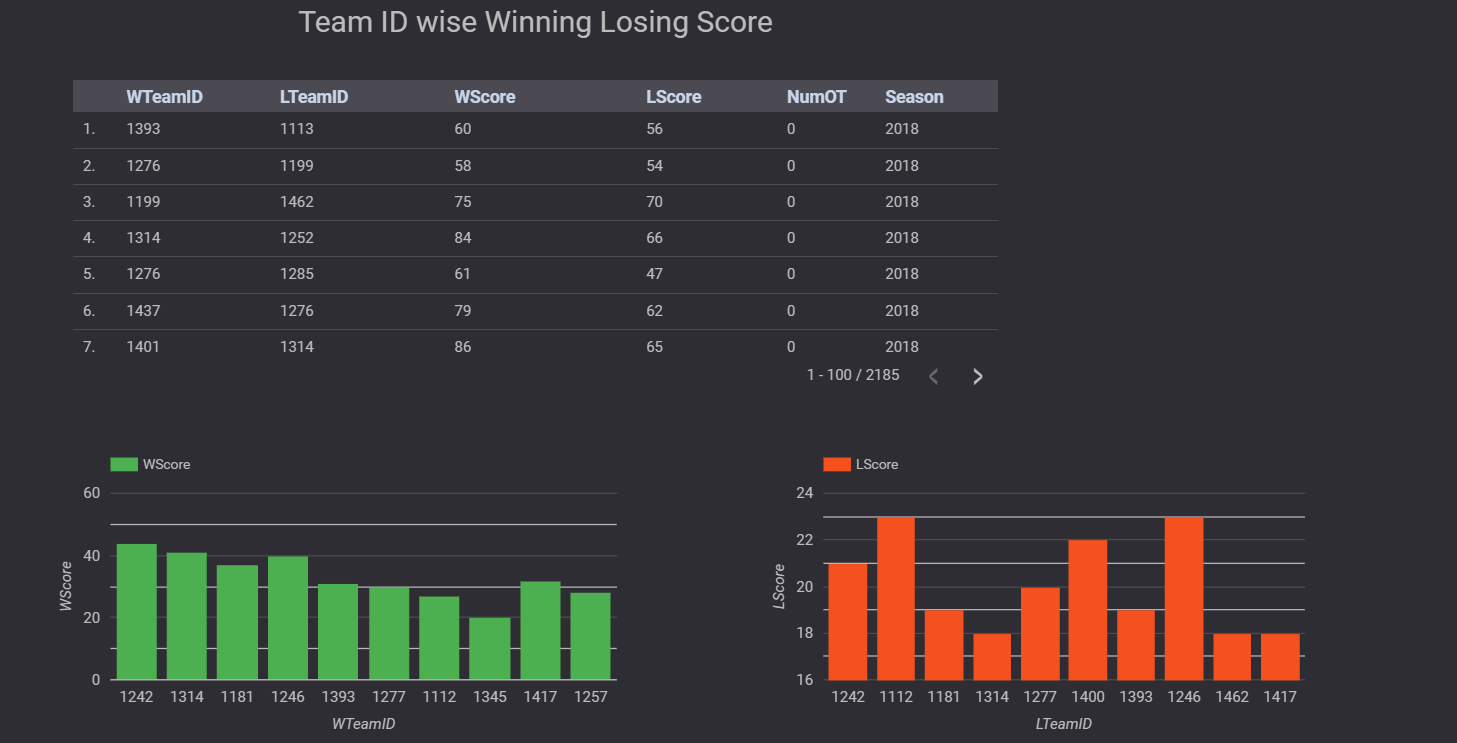 Team ID wise Winning Losing Score
WTeamID LTeamID WScore LScore NumOT Season
1. 1393 1113 60 56 0 2018
2. 1276 1199 58 54 0 2018
3. 1199 1462 75 70 0 2018
4. 1314 1252 84 66 0 2018
5. 1276 1285 61 47 0 2018
6. 1437 1276 79 62 0 2018
7. 1401 1314 86 65 0 2018
1 - 100 / 2185
WScore
60
40
20
0
WScore
1242 1314 1181 1246 1393 1277 1112 1345 1417 1257
WTeamID
LScore
24
22
20
18
16
LScore
1242 1112 1181 1314 1277 1400 1393 1246 1462 1417
LTeamID